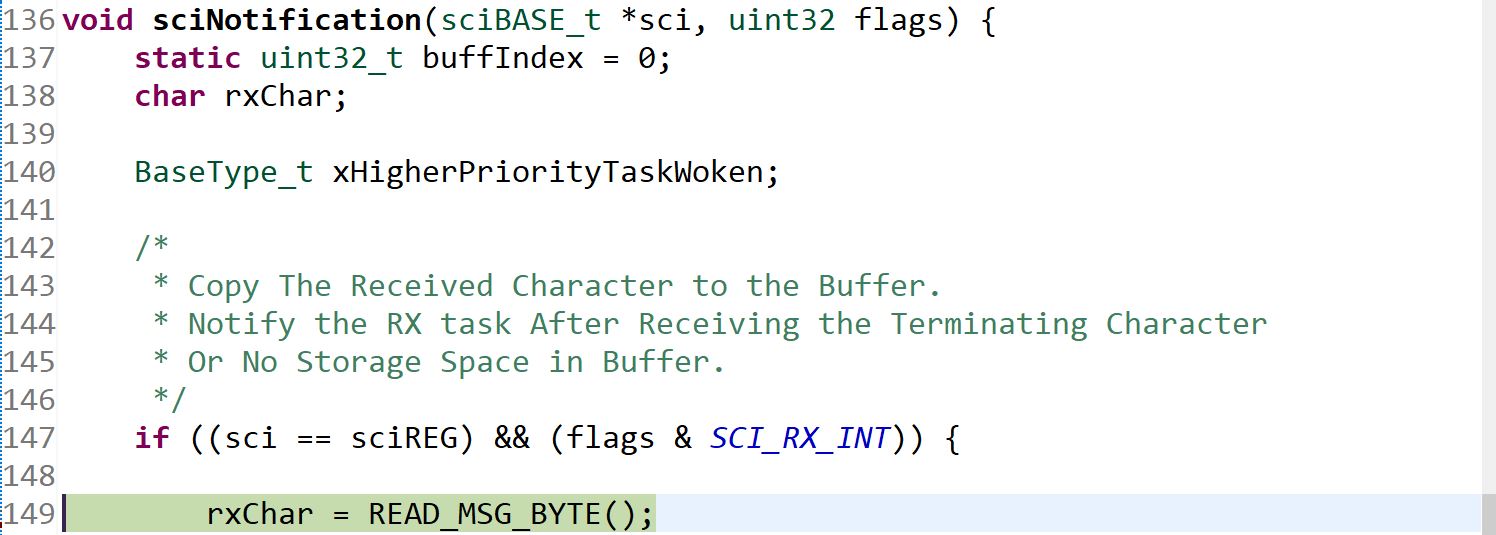 136 void sciNotification(sciBASE_t *sci, uint32 flags) {
137     static uint32_t buffIndex = 0;
138     char rxChar;
139
140     BaseType_t xHigherPriorityTaskWoken;
141
142     /*
143      * Copy The Received Character to the Buffer.
144      * Notify the RX task After Receiving the Terminating Character
145      * Or No Storage Space in Buffer.
146      */
147     if ((sci == sciREG) && (flags & SCI_RX_INT)) {
148
149         rxChar = READ_MSG_BYTE();